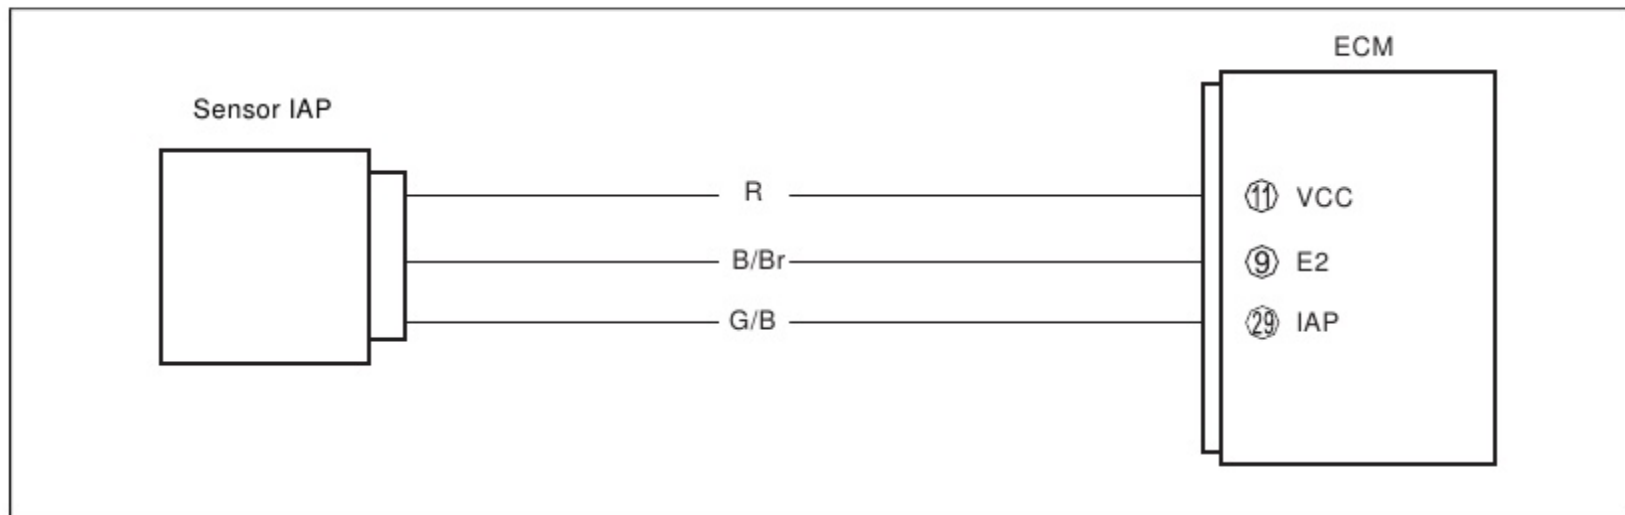 ECM
Sensor IAP
R
⑪ VCC
B/Br
⑨ E2
G/B
㉙ IAP